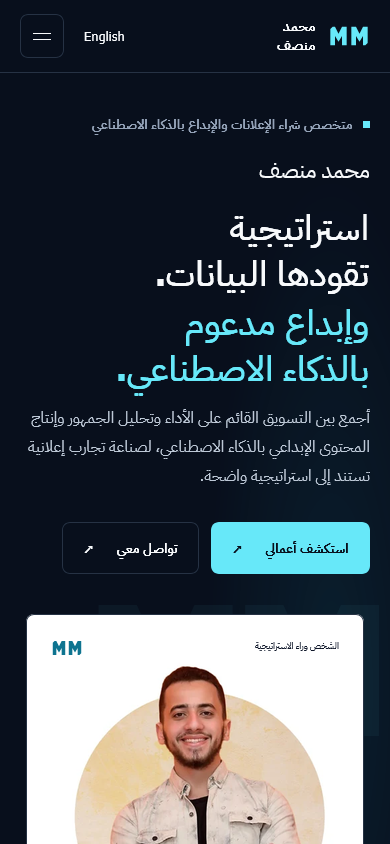 MM
محمد
منصف
English
متخصص شراء الإعلانات والإبداع بالذكاء الاصطناعي
محمد منصف
استراتيجية
تقودها البيانات.
وإبداع مدعوم
بالذكاء الاصطناعي.
أجمع بين التسويق القائم على الأداء وتحليل الجمهور وإنتاج
المحتوى الإبداعي بالذكاء الاصطناعي، لصناعة تجارب إعلانية
تستند إلى استراتيجية واضحة.
استكشف أعمالي ↗
تواصل معي ↗
الشخص وراء الاستراتيجية
MM